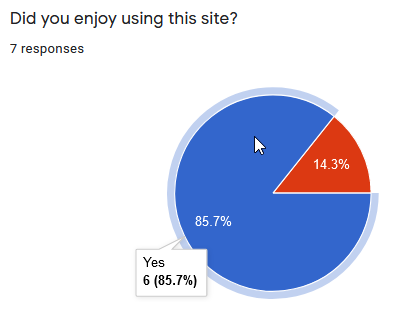 Did you enjoy using this site?
7 responses
14.3%
85.7%
Yes
6 (85.7%)